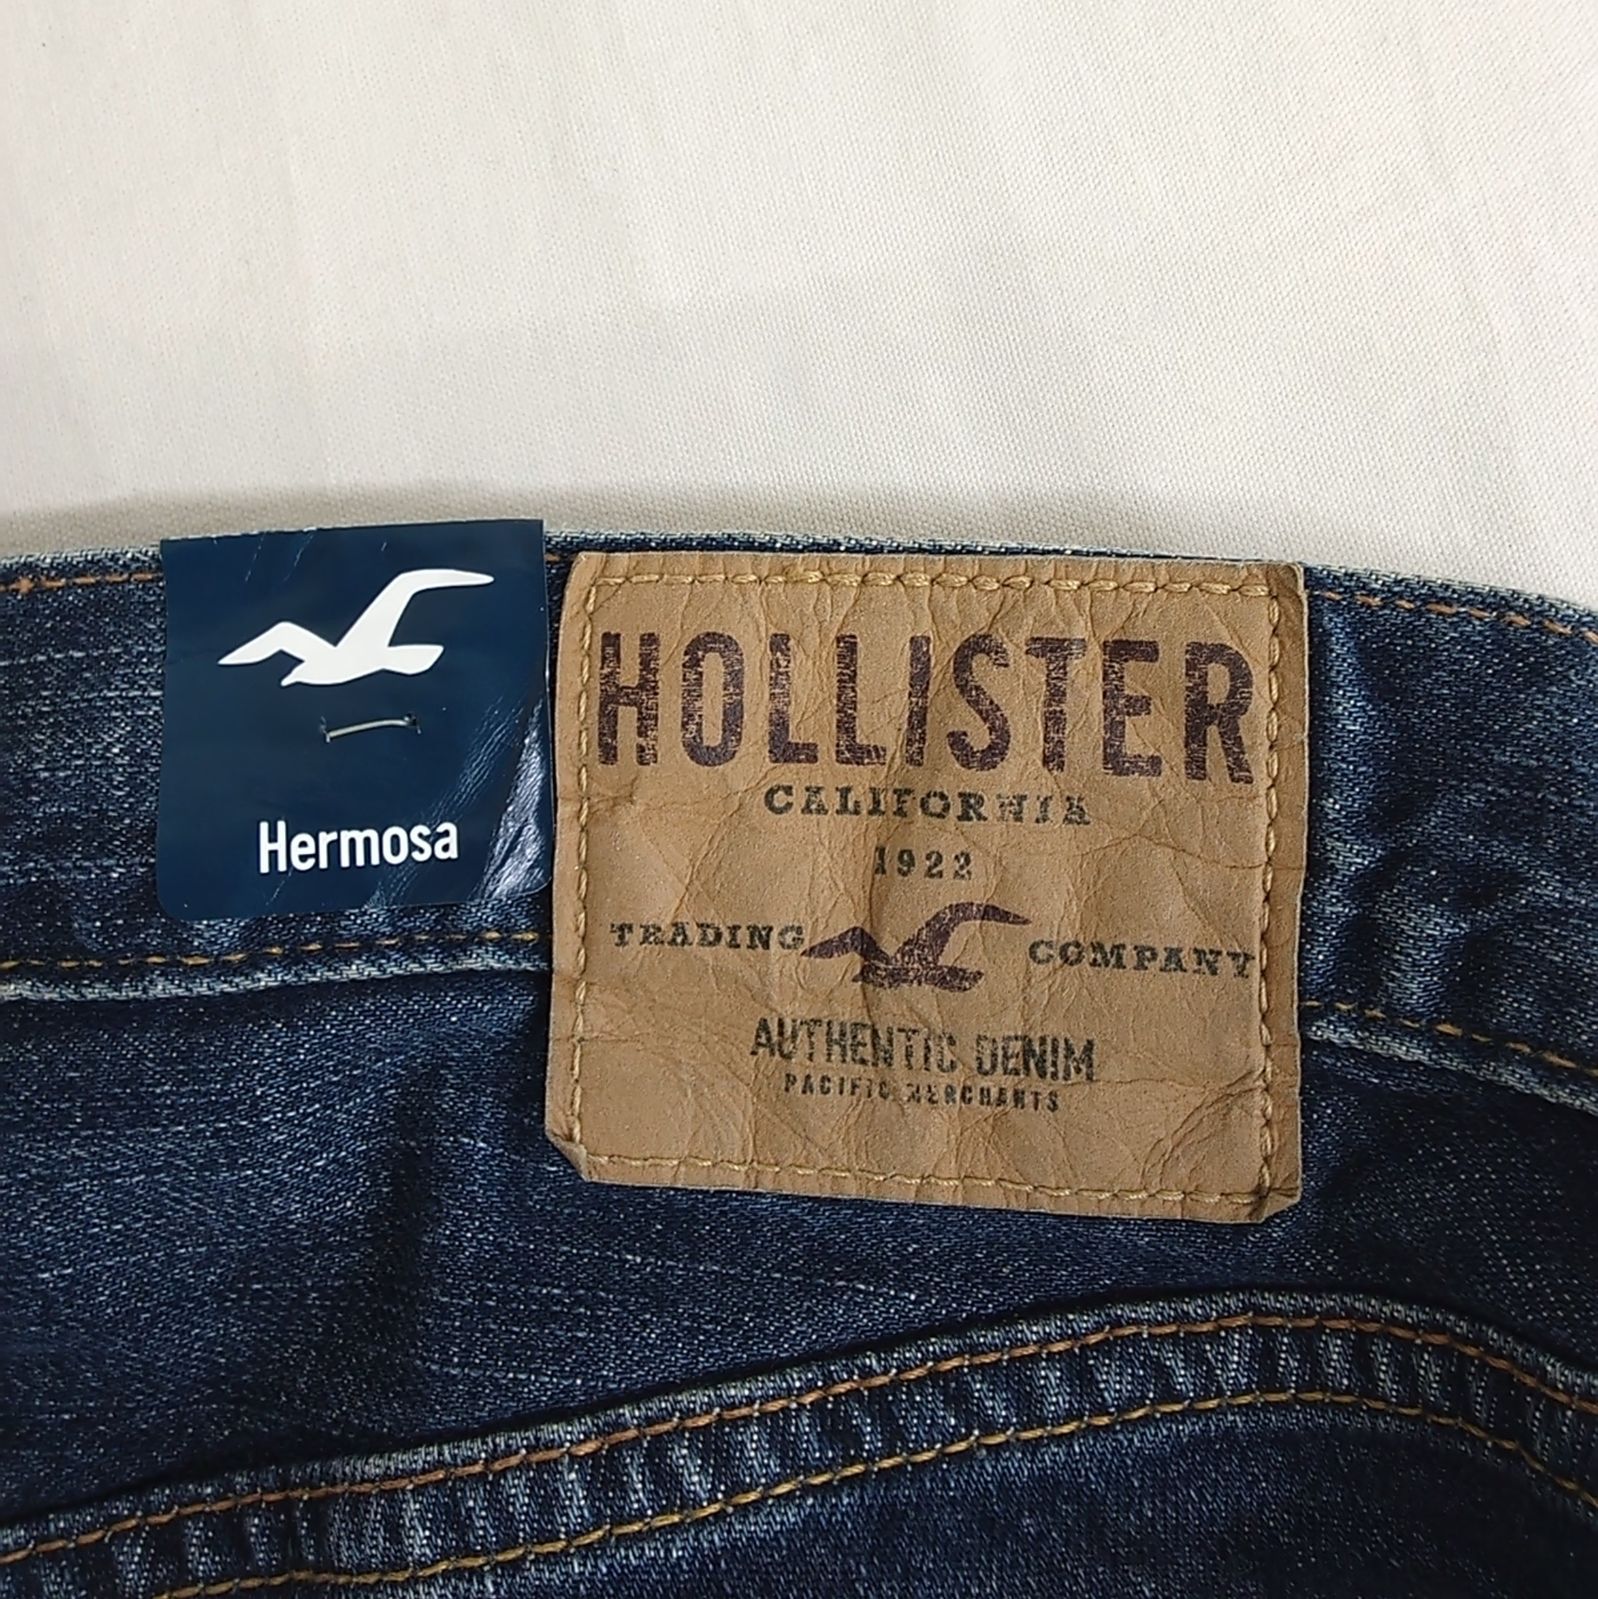 Hermosa
HOLLISTER
CALIFORNIA
1922
TRADING COMPANY
AUTHENTIC DENIM
PACIFIC MERCHANTS